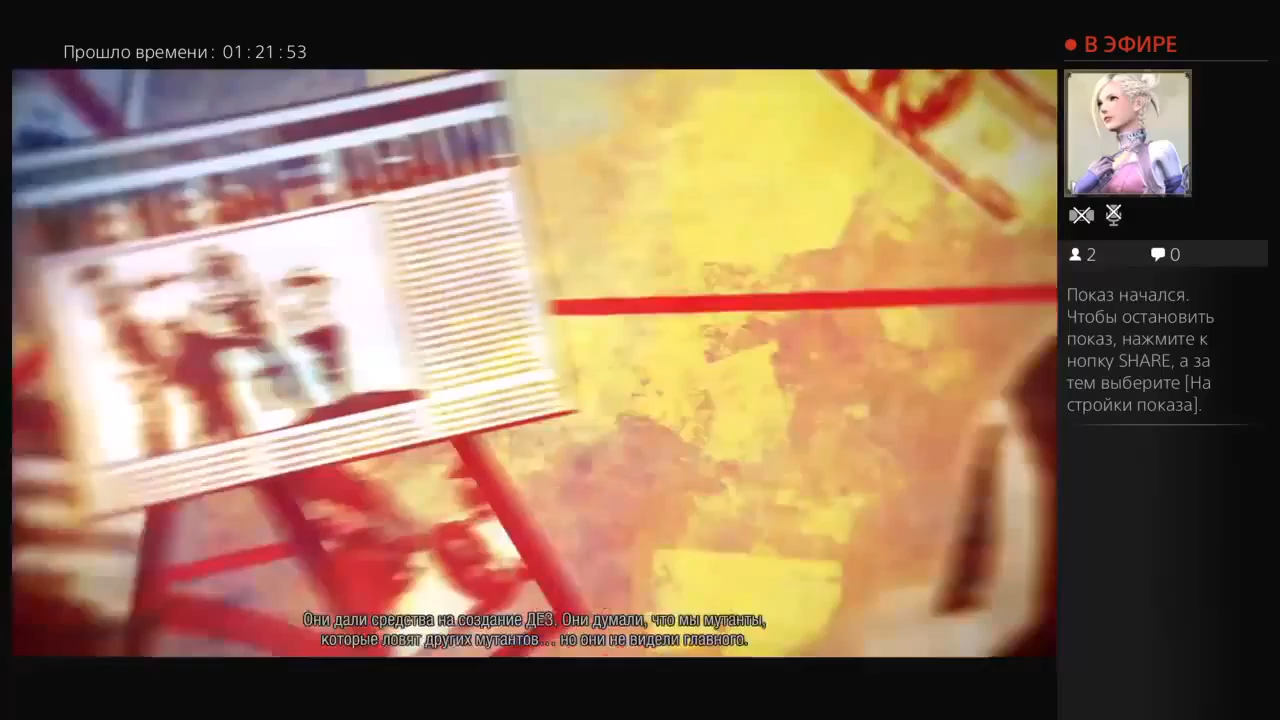 Прошло времени: 01:21:53
В ЭФИРЕ
2
0
Показ начался.
Чтобы остановить
показ, нажмите к
нопку SHARE, а за
тем выберите [На
стройки показа].
Они дали средства на создание ДЕЗ. Они думали, что мы мутанты,
которые ловят других мутантов... но они не видели главного.